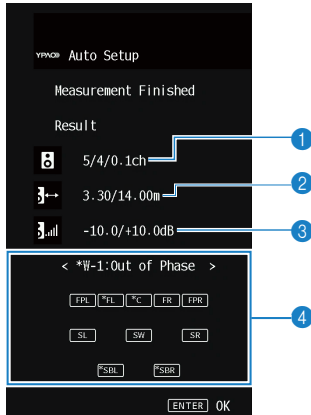 YPAO Auto Setup
Measurement Finished
Result
5/4/0.1ch
1
3.30/14.00m
2
-10.0/+10.0dB
3
< *W-1:Out of Phase >
FPL *FL *C FR FPR
4
SL SW SR
*SBL *SBR
ENTER OK